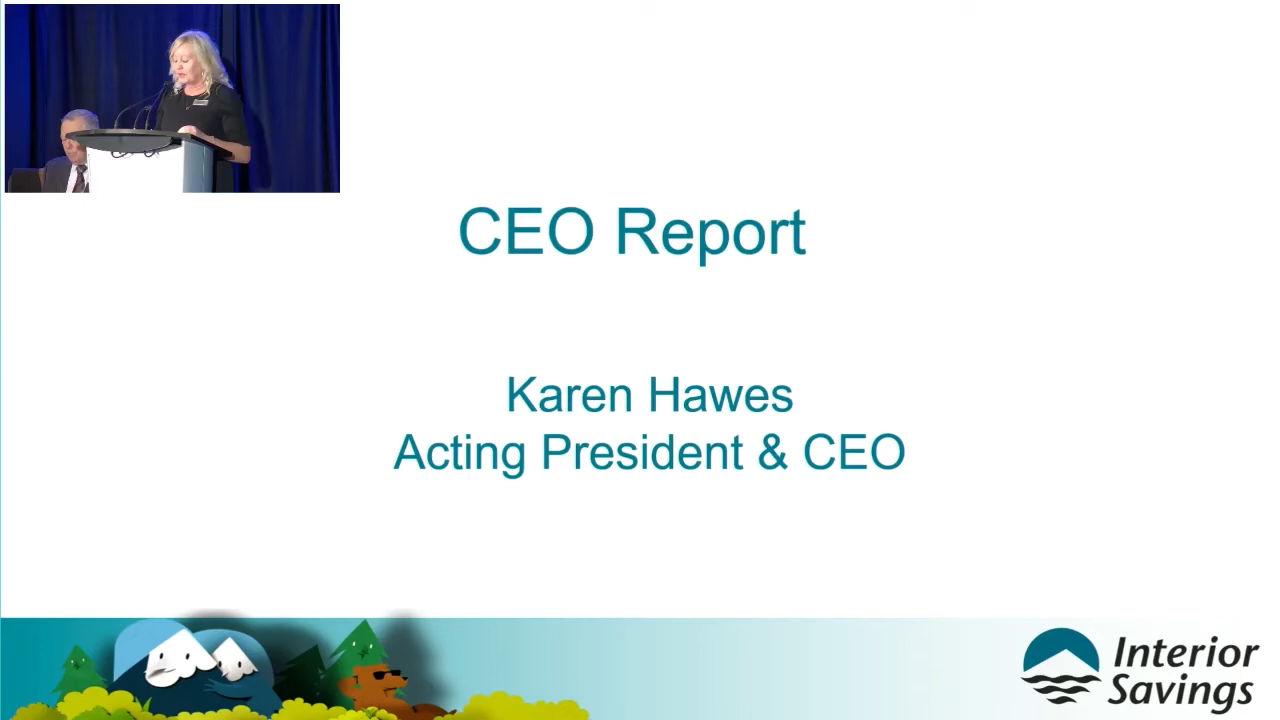 CEO Report
Karen Hawes
Acting President & CEO
Interior
Savings